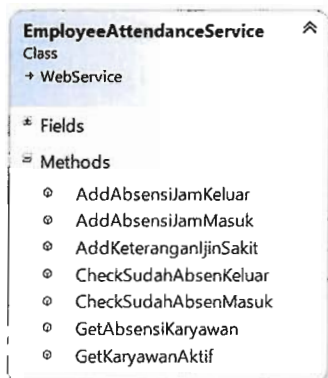 EmployeeAttendanceService
Class
→ WebService
Fields
Methods
AddAbsensiJamKeluar
AddAbsensiJamMasuk
AddKeteranganIjinSakit
CheckSudahAbsenKeluar
CheckSudahAbsenMasuk
GetAbsensiKaryawan
GetKaryawanAktif